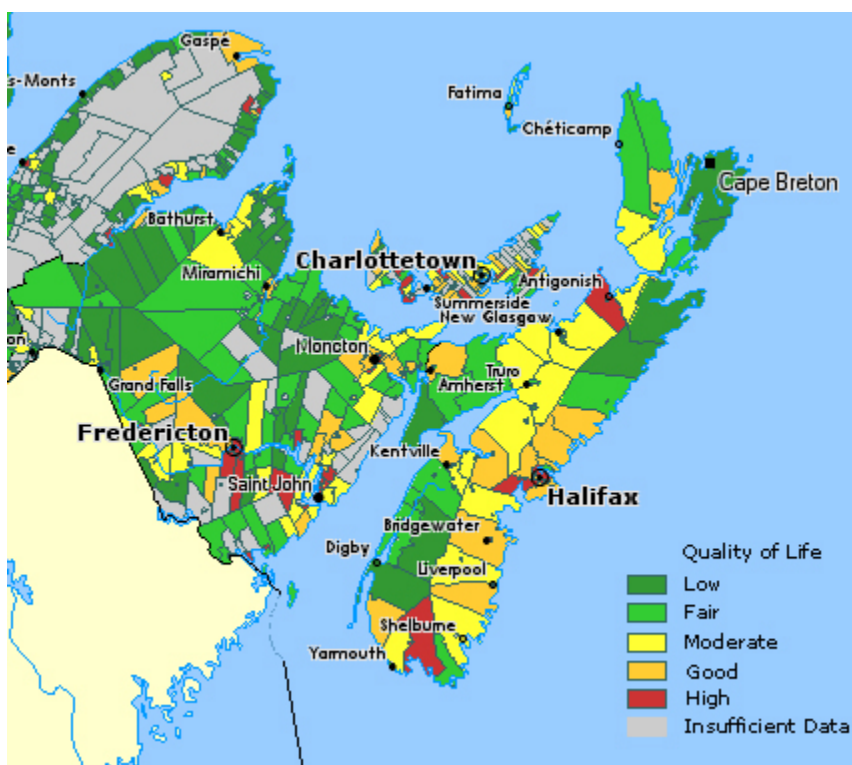 Gaspé
s-Monts
Fatima
Chéticamp
e
Cape Breton
Bathurst
Charlottetown
Miramichi
Antigonish
Summerside
New Glasgow
on
Moncton
Truro
Grand Falls
Amherst
Fredericton
Kentville
Saint John
Halifax
Bridgewater
Digby
Liverpool
Shelburne
Yarmouth
Quality of Life
Low
Fair
Moderate
Good
High
Insufficient Data